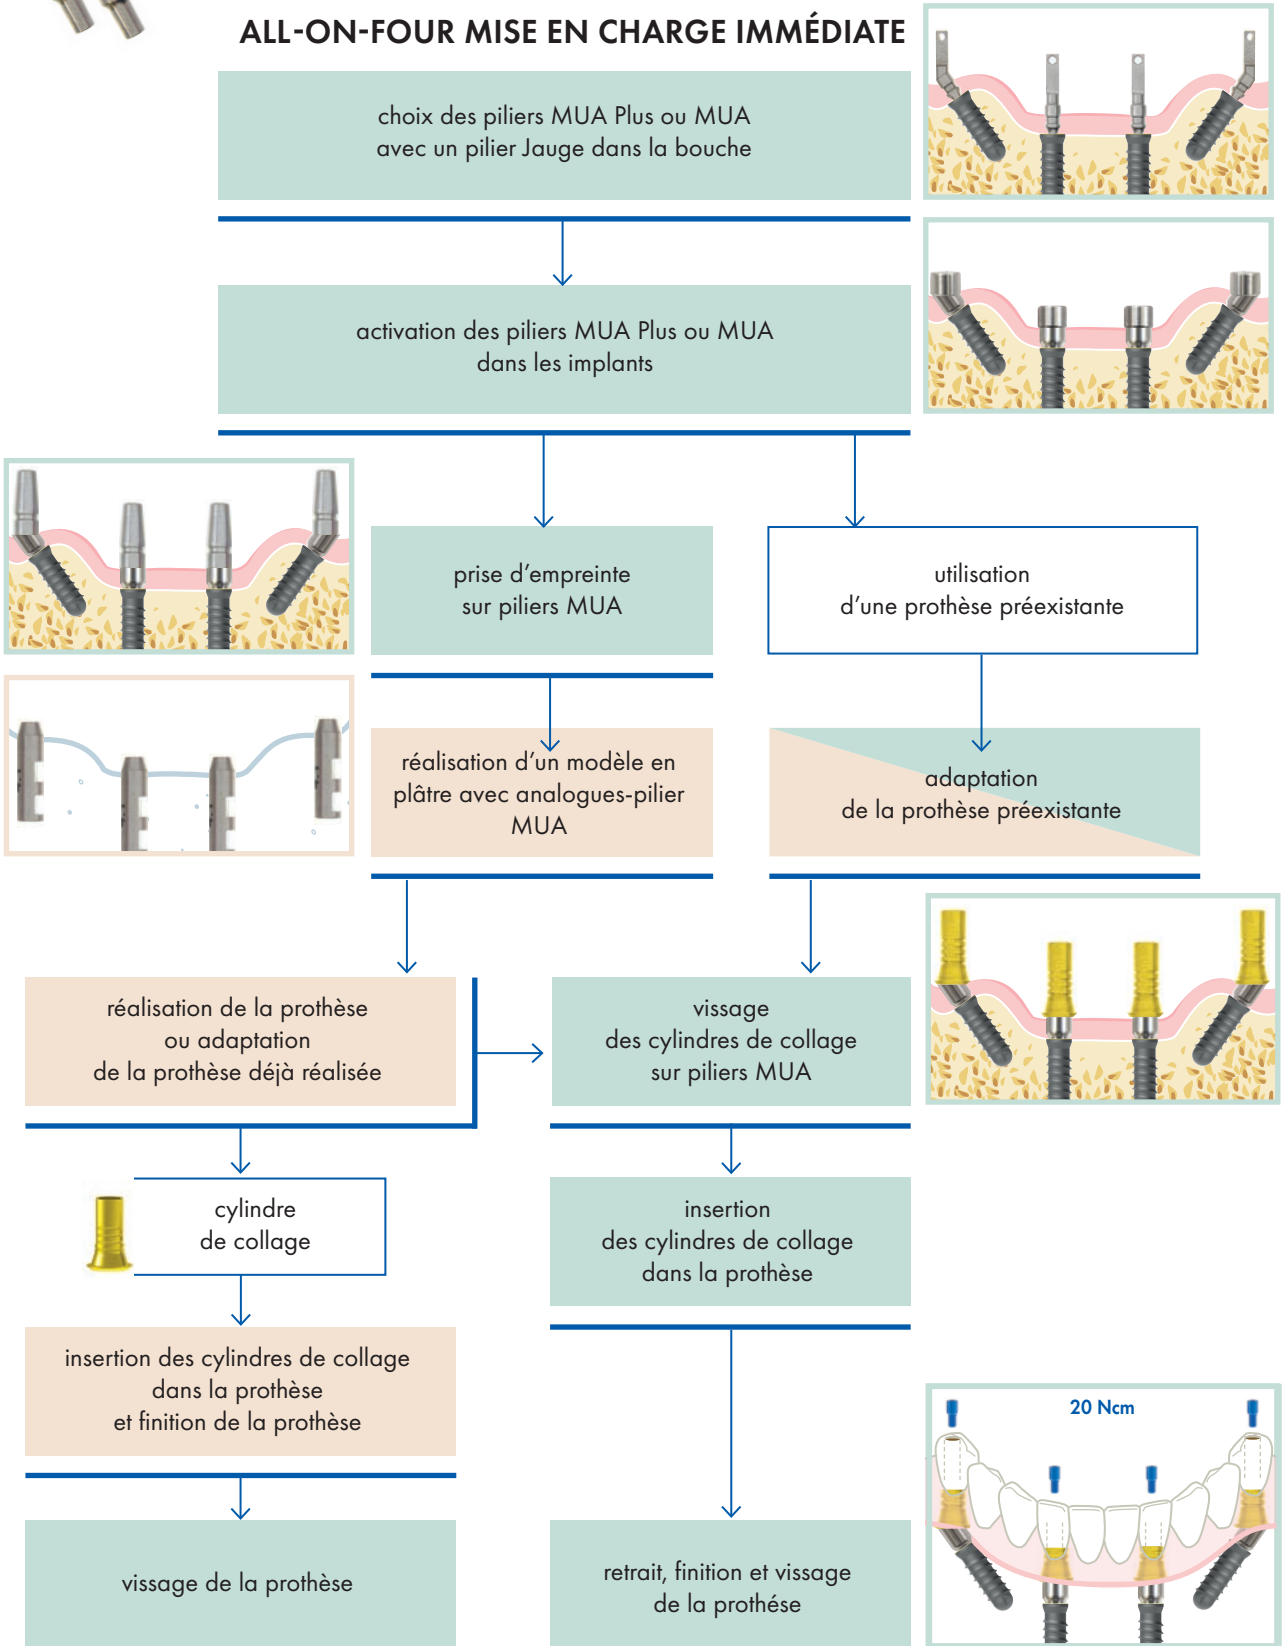 ALL-ON-FOUR MISE EN CHARGE IMMÉDIATE
choix des piliers MUA Plus ou MUA
avec un pilier Jauge dans la bouche
activation des piliers MUA Plus ou MUA
dans les implants
prise d’empreinte
sur piliers MUA
utilisation
d’une prothèse préexistante
réalisation d’un modèle en
plâtre avec analogues-pilier
MUA
adaptation
de la prothèse préexistante
réalisation de la prothèse
ou adaptation
de la prothèse déjà réalisée
vissage
des cylindres de collage
sur piliers MUA
cylindre
de collage
insertion
des cylindres de collage
dans la prothèse
insertion des cylindres de collage
dans la prothèse
et finition de la prothèse
20 Ncm
vissage de la prothèse
retrait, finition et vissage
de la prothése